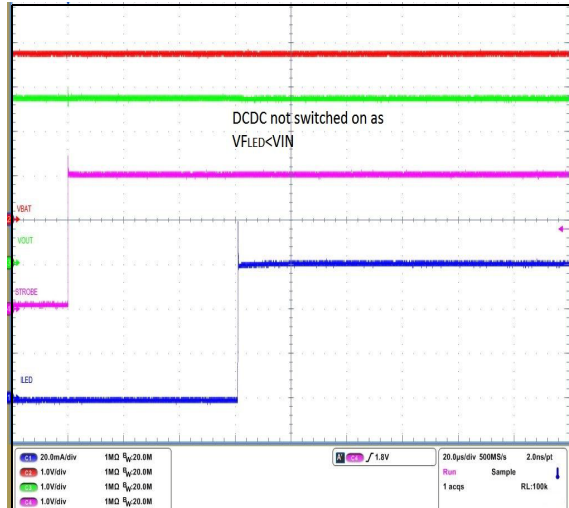 DCDC not switched on as
VFLED<VIN
VBAT
VOUT
STROBE
ILED
C1 20.0mA/div 1MΩ BW:20.0M
1.0V/div 1MΩ BW:20.0M
1.0V/div 1MΩ BW:20.0M
C4 1.0V/div 1MΩ BW:20.0M
A' C4 1.8V
20.0µs/div 500MS/s 2.0ns/pt
Run Sample
1 acqs RL:100k